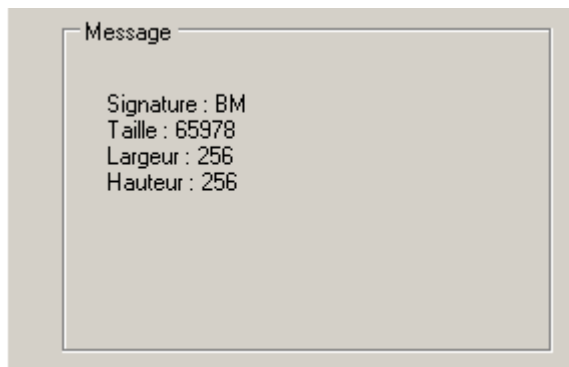 Message
Signature : BM
Taille : 65978
Largeur : 256
Hauteur : 256